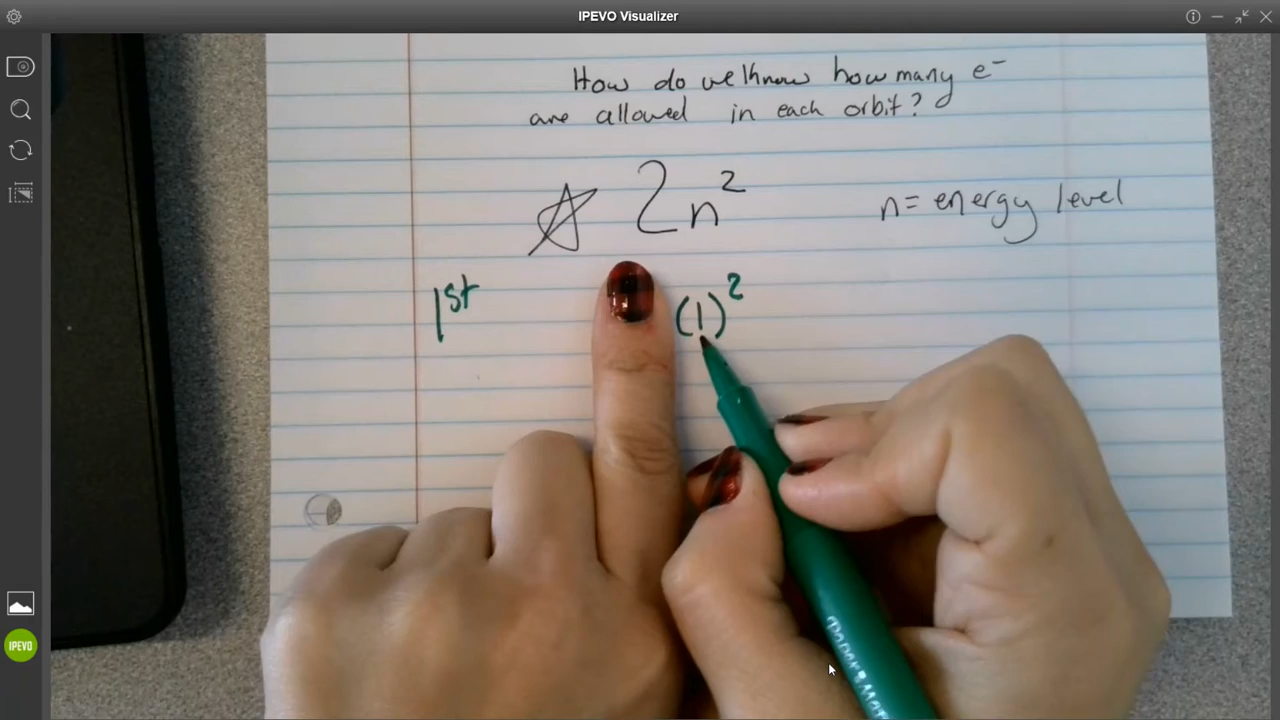 IPEVO Visualizer
How do we know how many e⁻
are allowed in each orbit?
2n²
n = energy level
1st
(1)²
IPEVO